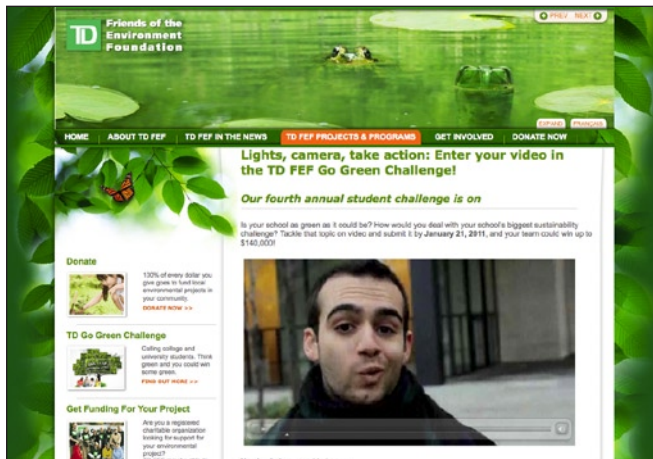 TD
Friends of the
Environment
Foundation
PREV NEXT
EXPAND FRANÇAIS
HOME ABOUT TD FEF TD FEF IN THE NEWS TD FEF PROJECTS & PROGRAMS GET INVOLVED DONATE NOW
Lights, camera, take action: Enter your video in
the TD FEF Go Green Challenge!
Our fourth annual student challenge is on
Is your school as green as it could be? How would you deal with your school's biggest sustainability
challenge? Tackle that topic on video and submit it by January 21, 2011, and your team could win up to
$140,000!
Donate
100% of every dollar you
give goes to fund local
environmental projects in
your community.
DONATE NOW >>
TD Go Green Challenge
Calling college and
university students. Think
green and you could win
some green.
FIND OUT MORE >>
Get Funding For Your Project
Are you a registered
charitable organization
looking for support for
your environmental
project?